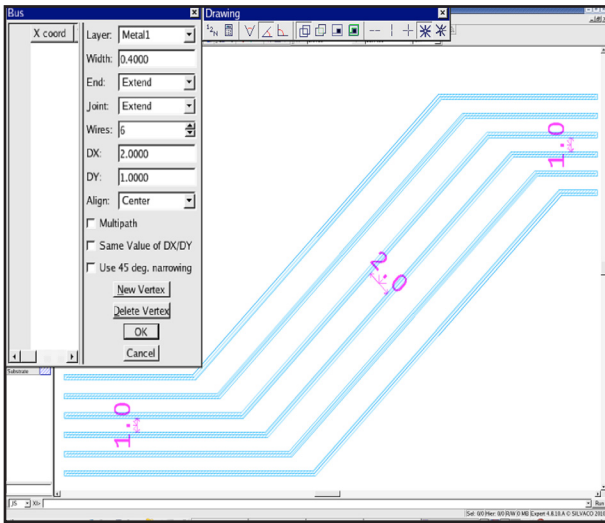 Bus
Drawing
X coord
Layer: Metal1
Width: 0.4000
End: Extend
Joint: Extend
Wires: 6
DX: 2.0000
DY: 1.0000
Align: Center
Multipath
Same Value of DX/DY
Use 45 deg. narrowing
New Vertex
Delete Vertex
OK
Cancel
1.0
2.0
1.0
Substrate
JS
Run